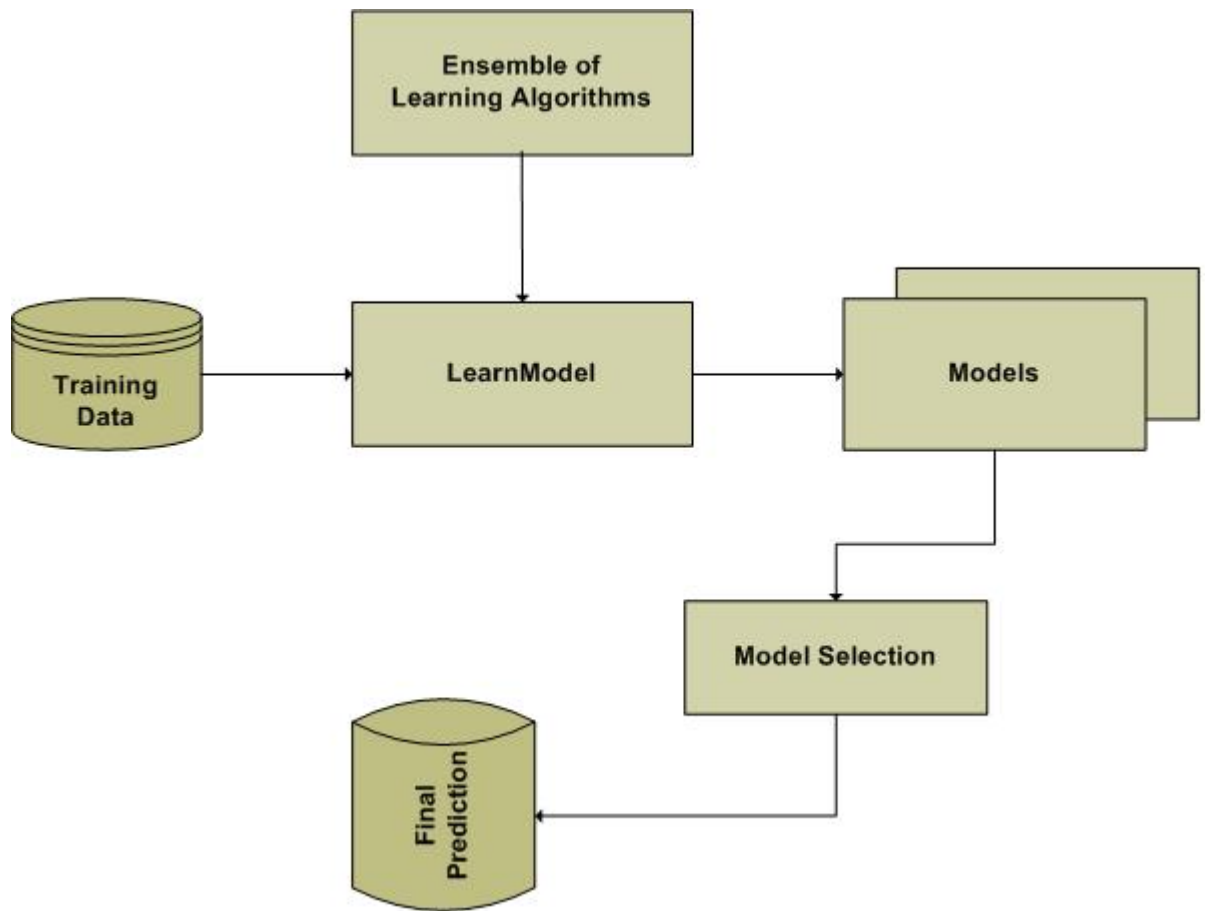 Ensemble of
Learning Algorithms
Training
Data
LearnModel
Models
Model Selection
Final
Prediction